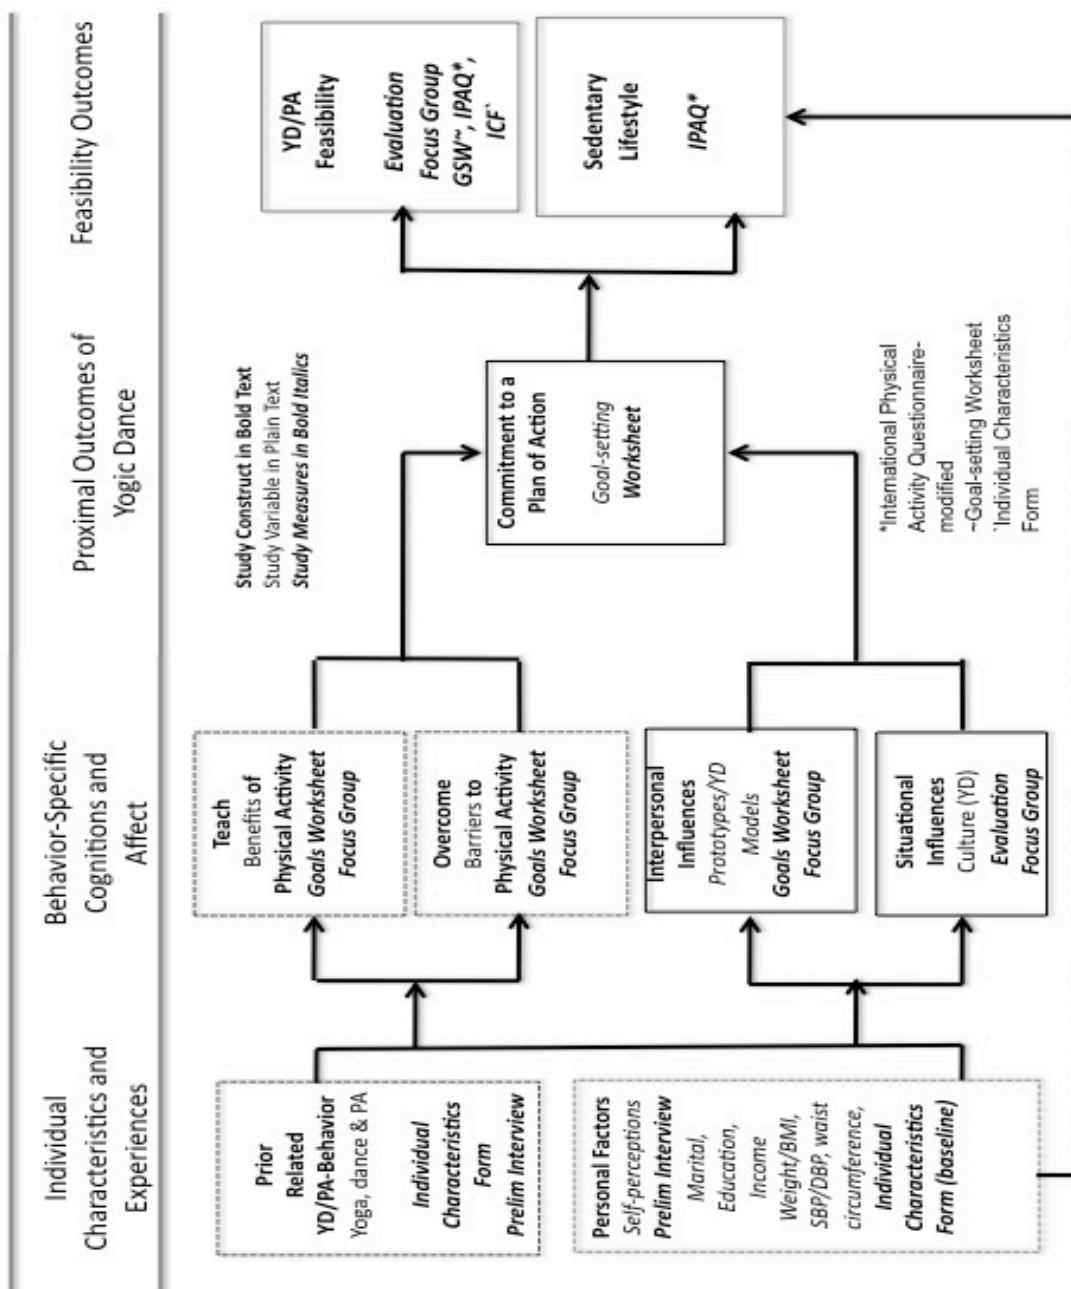 Individual
Characteristics and
Experiences
Behavior-Specific
Cognitions and
Affect
Proximal Outcomes of
Yogic Dance
Feasibility Outcomes
Prior
Related
YD/PA-Behavior
Yoga, dance & PA
Individual
Characteristics
Form
Prelim Interview
Personal Factors
Self-perceptions
Prelim Interview
Marital,
Education,
Income
Weight/BMI,
SBP/DBP, waist
circumference,
Individual
Characteristics
Form (baseline)
Teach
Benefits of
Physical Activity
Goals Worksheet
Focus Group
Overcome
Barriers to
Physical Activity
Goals Worksheet
Focus Group
Interpersonal
Influences
Prototypes/YD
Models
Goals Worksheet
Focus Group
Situational
Influences
Culture (YD)
Evaluation
Focus Group
Study Construct in Bold Text
Study Variable in Plain Text
Study Measures in Bold Italics
Commitment to a
Plan of Action
Goal-setting
Worksheet
*International Physical
Activity Questionnaire-
modified
~Goal-setting Worksheet
`Individual Characteristics
Form
YD/PA
Feasibility
Evaluation
Focus Group
GSW~, IPAQ*,
ICF`
Sedentary
Lifestyle
IPAQ*